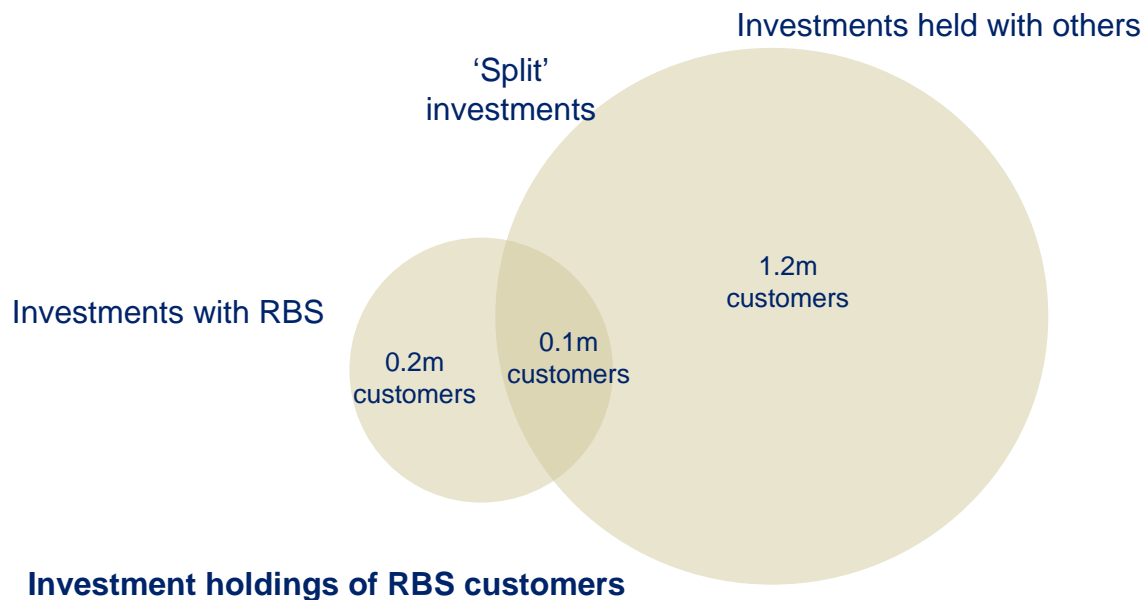 Investments held with others
‘Split’
investments
1.2m
customers
Investments with RBS
0.1m
customers
0.2m
customers
Investment holdings of RBS customers